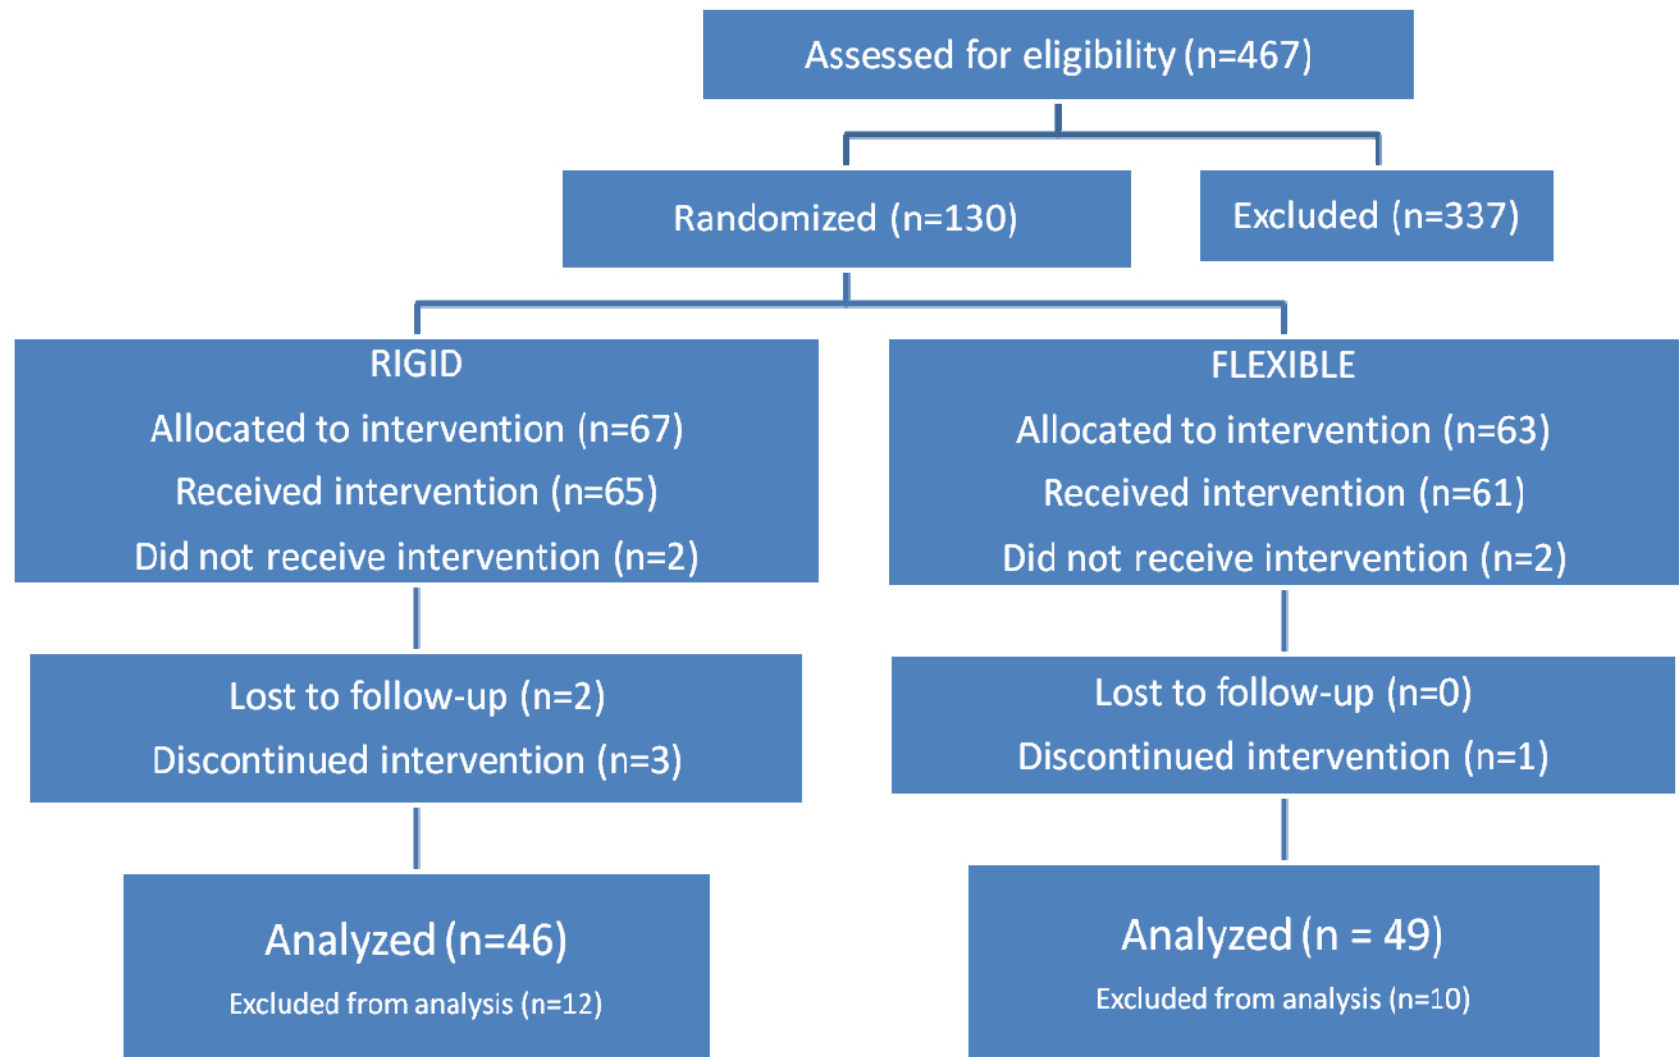 Assessed for eligibility (n=467)
Randomized (n=130)
Excluded (n=337)
RIGID
Allocated to intervention (n=67)
Received intervention (n=65)
Did not receive intervention (n=2)
FLEXIBLE
Allocated to intervention (n=63)
Received intervention (n=61)
Did not receive intervention (n=2)
Lost to follow-up (n=2)
Discontinued intervention (n=3)
Lost to follow-up (n=0)
Discontinued intervention (n=1)
Analyzed (n=46)
Excluded from analysis (n=12)
Analyzed (n = 49)
Excluded from analysis (n=10)